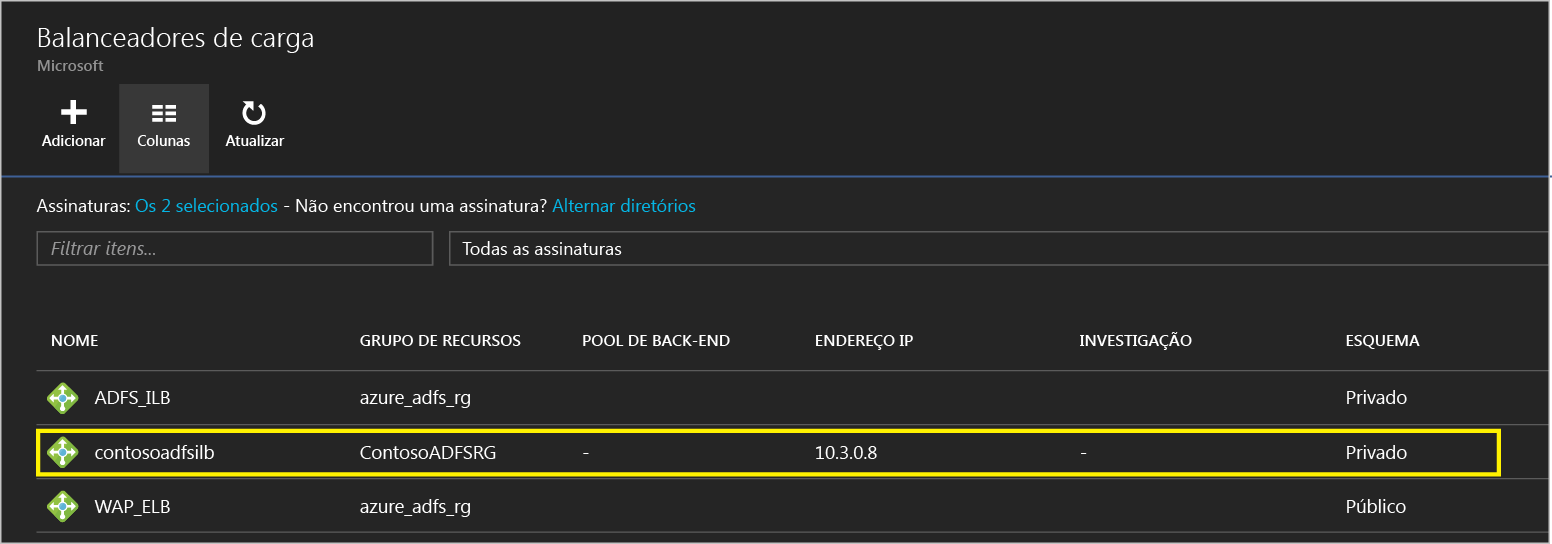 Balanceadores de carga
Microsoft
Adicionar Colunas Atualizar
Assinaturas: Os 2 selecionados - Não encontrou uma assinatura? Alternar diretórios
Filtrar itens... Todas as assinaturas
NOME GRUPO DE RECURSOS POOL DE BACK-END ENDEREÇO IP INVESTIGAÇÃO ESQUEMA
ADFS_ILB azure_adfs_rg Privado
contosoadfsilb ContosoADFSRG - 10.3.0.8 - Privado
WAP_ELB azure_adfs_rg Público